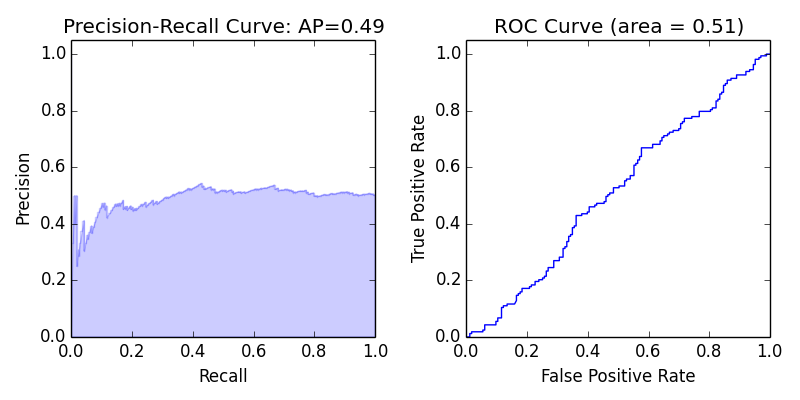 Precision-Recall Curve: AP=0.49
1.0
0.8
0.6
0.4
0.2
0.0
Precision
0.0 0.2 0.4 0.6 0.8 1.0
Recall
ROC Curve (area = 0.51)
1.0
0.8
0.6
0.4
0.2
0.0
True Positive Rate
0.0 0.2 0.4 0.6 0.8 1.0
False Positive Rate